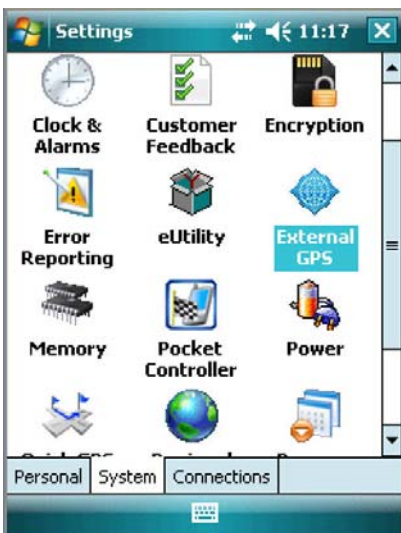 Settings 11:17
Clock & Alarms
Customer Feedback
Encryption
Error Reporting
eUtility
External GPS
Memory
Pocket Controller
Power
Personal System Connections